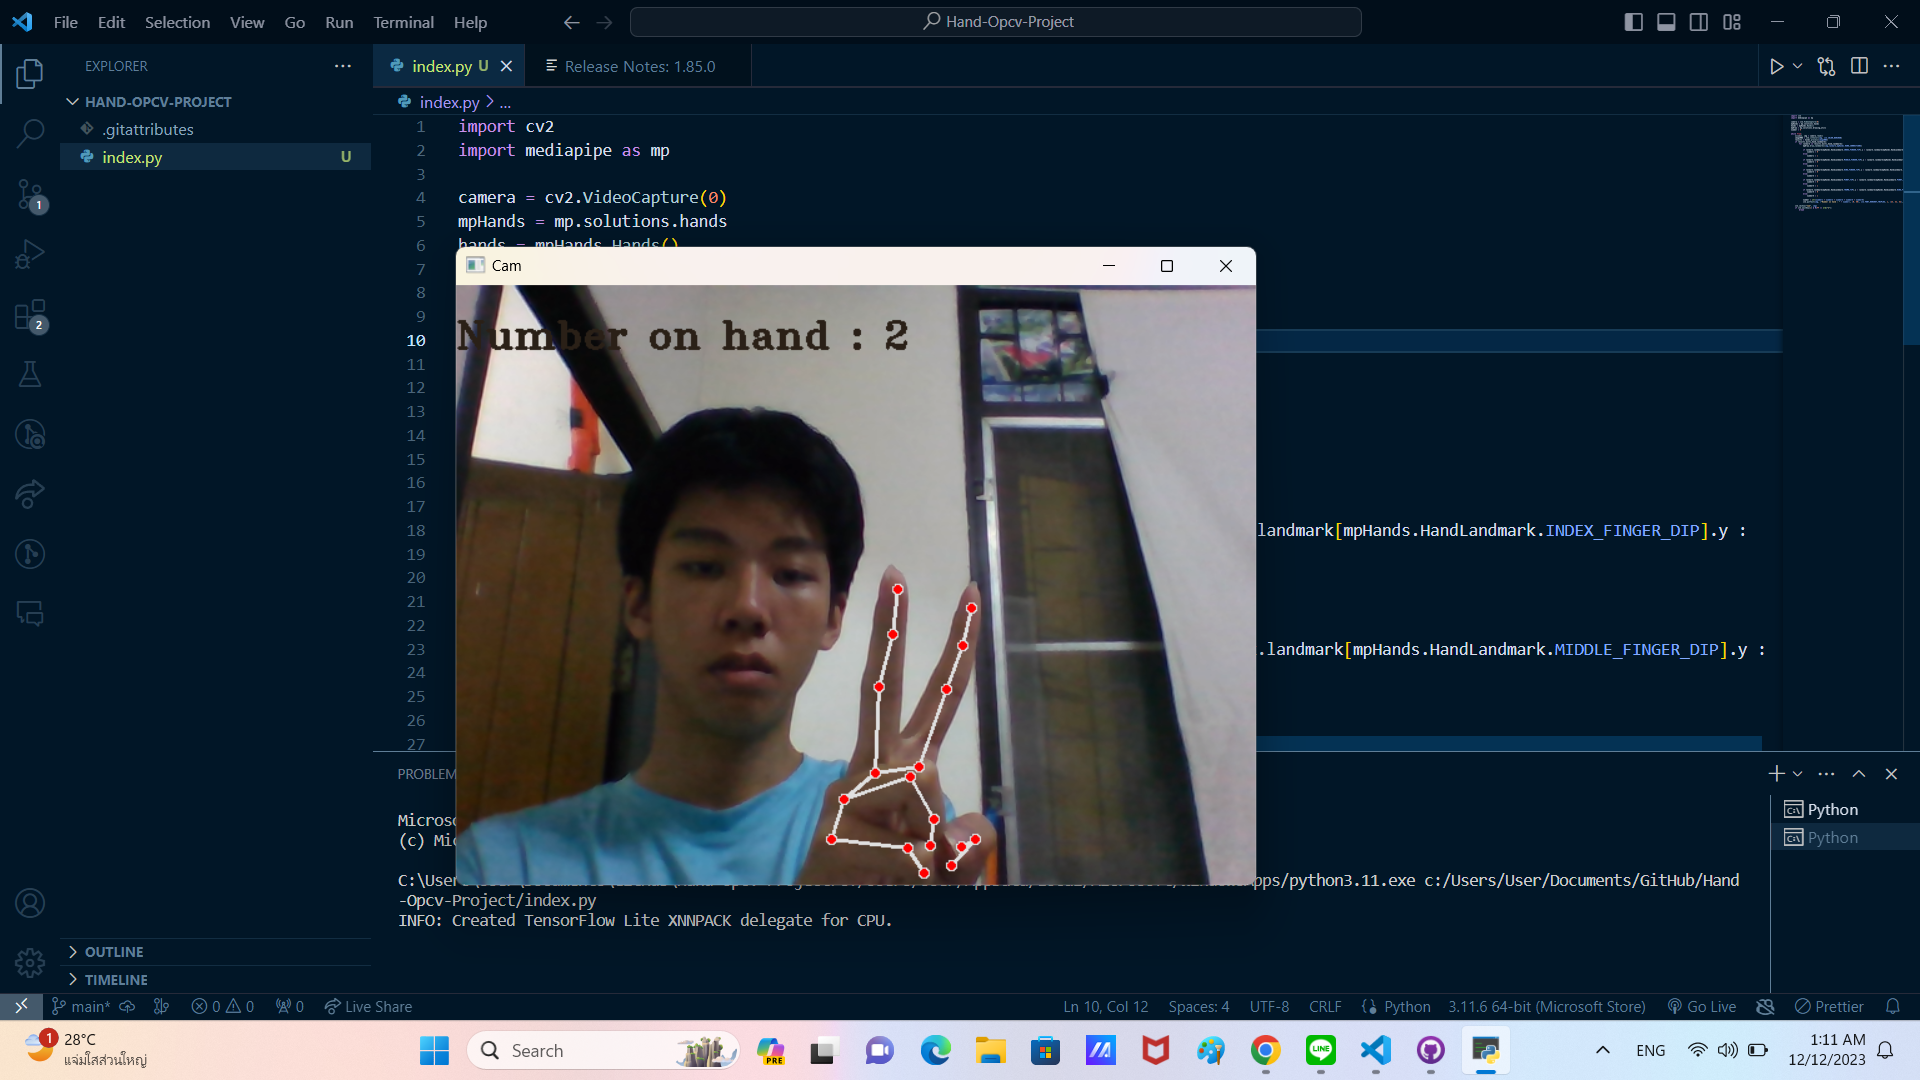 File Edit Selection View Go Run Terminal Help
Hand-Opcv-Project
EXPLORER
HAND-OPCV-PROJECT
.gitattributes
index.py U
1
2
OUTLINE
TIMELINE
index.py U
Release Notes: 1.85.0
index.py > ...
1 import cv2
2 import mediapipe as mp
3
4 camera = cv2.VideoCapture(0)
5 mpHands = mp.solutions.hands
6 hands = mpHands.Hands()
7
8
9
10
11
12
13
14
15
16
17
18 landmark[mpHands.HandLandmark.INDEX_FINGER_DIP].y :
19
20
21
22
23 .landmark[mpHands.HandLandmark.MIDDLE_FINGER_DIP].y :
24
25
26
27
Cam
Number on hand : 2
PROBLEM
(c)
python3.11.exe c:/Users/User/Documents/GitHub/Hand
-Opcv-Project/index.py
INFO: Created TensorFlow Lite XNNPACK delegate for CPU.
Python
Python
main* 0 0 0 Live Share
Ln 10, Col 12 Spaces: 4 UTF-8 CRLF Python 3.11.6 64-bit (Microsoft Store) Go Live Prettier
1
28°C
แจ่มใสส่วนใหญ่
Search
PRE
LINE
ENG
1:11 AM
12/12/2023